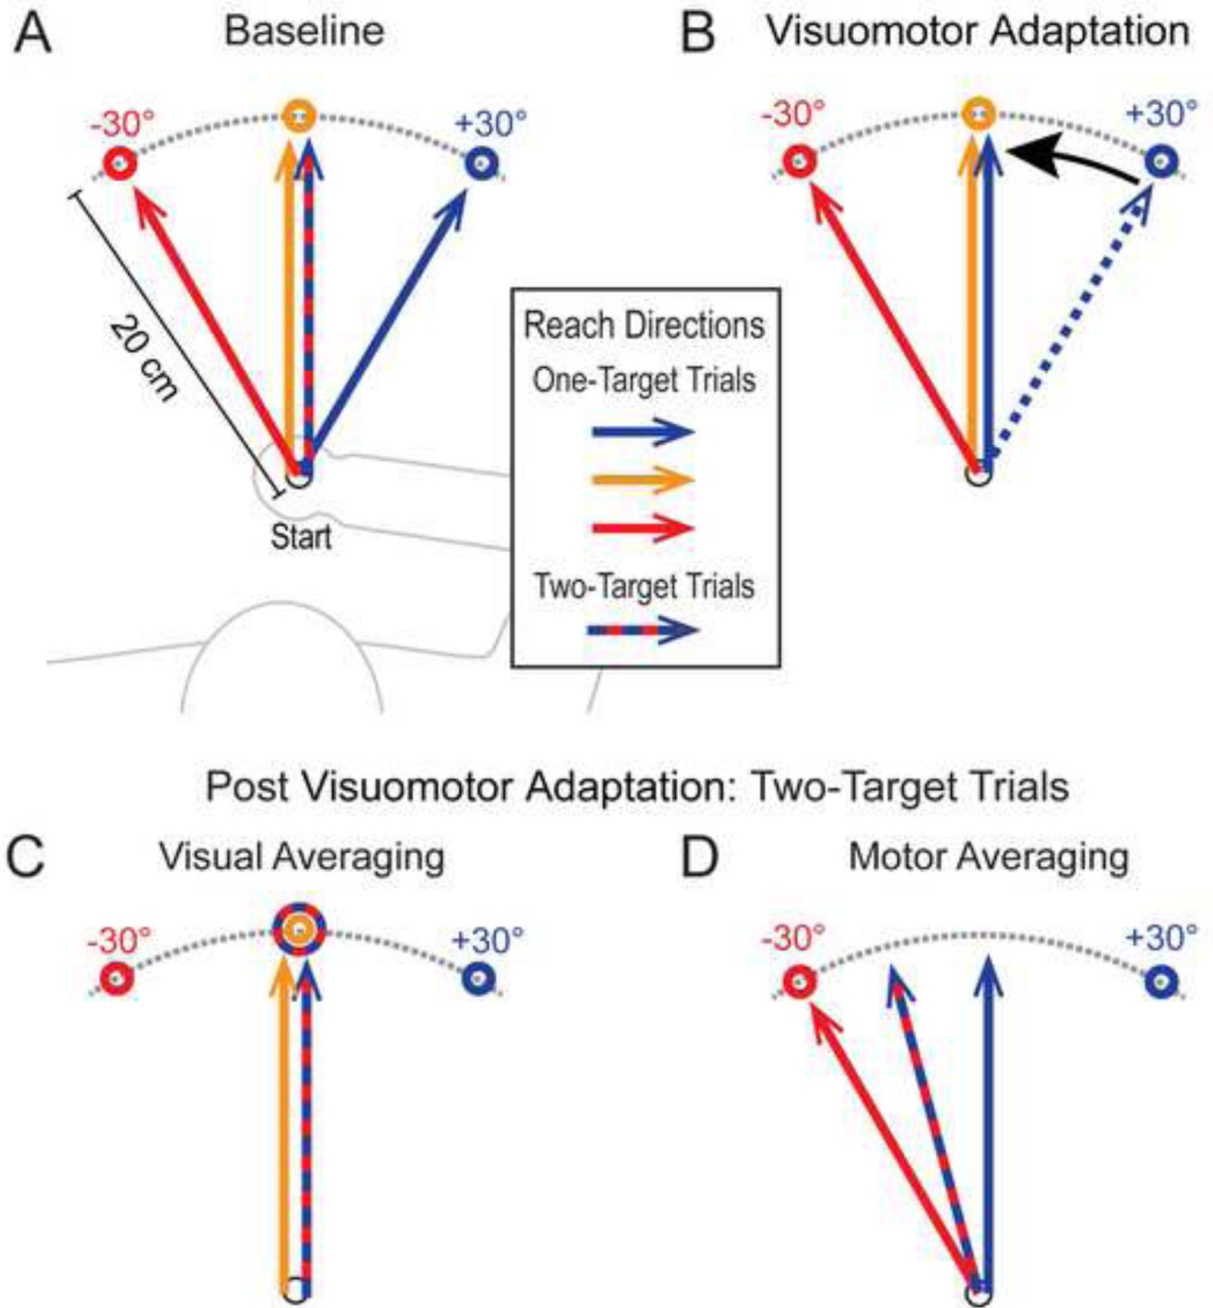 A Baseline
-30°
+30°
20 cm
Start
B Visuomotor Adaptation
-30°
+30°
Reach Directions
One-Target Trials
Two-Target Trials
Post Visuomotor Adaptation: Two-Target Trials
C Visual Averaging
-30°
+30°
D Motor Averaging
-30°
+30°